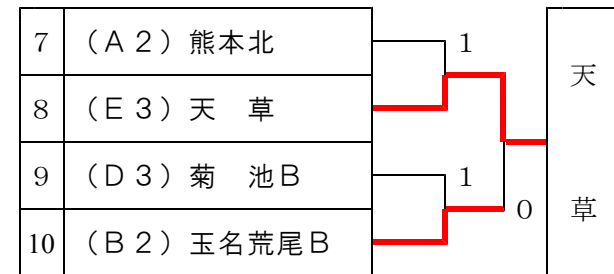 7 （Ａ２）熊本北 1
8 （Ｅ３）天　草
9 （Ｄ３）菊　池Ｂ 1
0
10 （Ｂ２）玉名荒尾Ｂ
天草